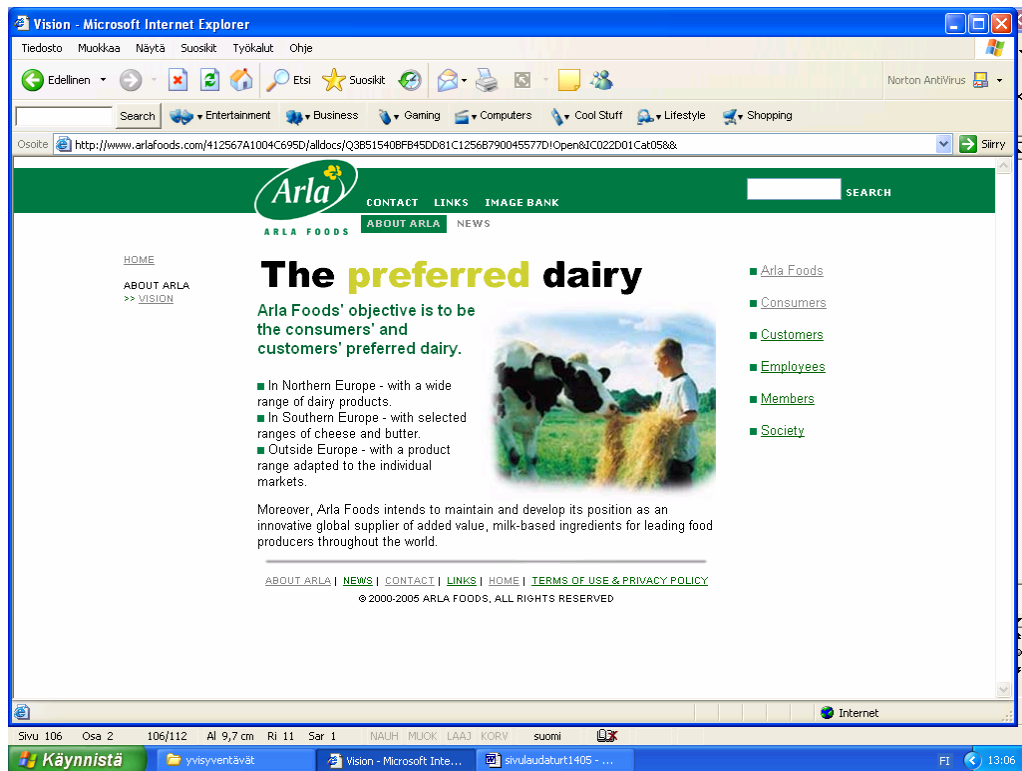 Vision - Microsoft Internet Explorer
Tiedosto Muokkaa Näytä Suosikit Työkalut Ohje
Edellinen Etsi Suosikit Norton AntiVirus
Search Entertainment Business Gaming Computers Cool Stuff Lifestyle Shopping
Osoite http://www.arlafoods.com/412567A1004C695D/alldocs/Q3B51540BFB45DD81C1256B790045577D!Open&IC022D01Cat05&& Siirry
Arla
ARLA FOODS
CONTACT LINKS IMAGE BANK
SEARCH
ABOUT ARLA NEWS
HOME
ABOUT ARLA
>> VISION
The preferred dairy
Arla Foods' objective is to be
the consumers' and
customers' preferred dairy.
In Northern Europe - with a wide
range of dairy products.
In Southern Europe - with selected
ranges of cheese and butter.
Outside Europe - with a product
range adapted to the individual
markets.
Moreover, Arla Foods intends to maintain and develop its position as an
innovative global supplier of added value, milk-based ingredients for leading food
producers throughout the world.
Arla Foods
Consumers
Customers
Employees
Members
Society
ABOUT ARLA | NEWS | CONTACT | LINKS | HOME | TERMS OF USE & PRIVACY POLICY
© 2000-2005 ARLA FOODS, ALL RIGHTS RESERVED
Internet
Sivu 106 Osa 2 106/112 Al 9,7 cm Ri 11 Sar 1 NAUH MUOK LAAJ KORV suomi
Käynnistä yvisyventävät Vision - Microsoft Inte... sivulaudaturt1405 - ... FI 13:06